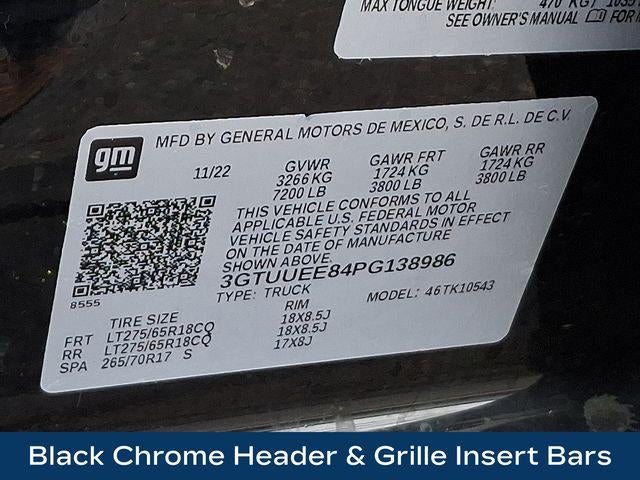 MAX TONGUE WEIGHT: 470 KG / 1035
SEE OWNER'S MANUAL FOR
gm
MFD BY GENERAL MOTORS DE MEXICO, S. DE R.L. DE C.V.
11/22 GVWR GAWR FRT GAWR RR
3266 KG 1724 KG 1724 KG
7200 LB 3800 LB 3800 LB
THIS VEHICLE CONFORMS TO ALL
APPLICABLE U.S. FEDERAL MOTOR
VEHICLE SAFETY STANDARDS IN EFFECT
ON THE DATE OF MANUFACTURE
SHOWN ABOVE.
3GTUUEE84PG138986
8555
TYPE: TRUCK MODEL: 46TK10543
TIRE SIZE RIM
FRT LT275/65R18CQ 18X8.5J
RR LT275/65R18CQ 18X8.5J
SPA 265/70R17 S 17X8J
Black Chrome Header & Grille Insert Bars